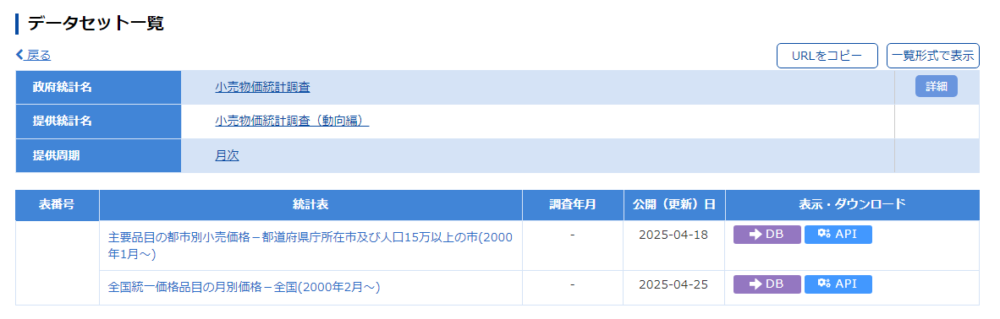 データセット一覧
戻る
URLをコピー 一覧形式で表示
政府統計名 小売物価統計調査 詳細
提供統計名 小売物価統計調査（動向編）
提供周期 月次
表番号 統計表 調査年月 公開（更新）日 表示・ダウンロード
主要品目の都市別小売価格－都道府県庁所在市及び人口15万以上の市(2000 - 2025-04-18 DB API
年1月～)
全国統一価格品目の月別価格－全国(2000年2月～) - 2025-04-25 DB API